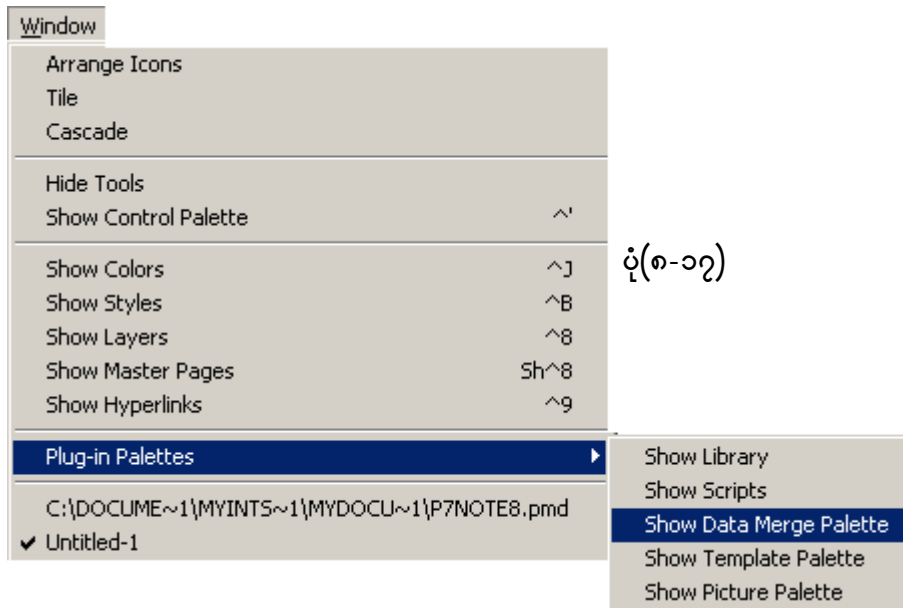 Window
Arrange Icons
Tile
Cascade
Hide Tools
Show Control Palette ^'
Show Colors ^J
Show Styles ^B
Show Layers ^8
Show Master Pages Sh^8
Show Hyperlinks ^9
ပုံ(၈-၁၇)
Plug-in Palettes
C:\DOCUME~1\MYINTS~1\MYDOCU~1\P7NOTE8.pmd
✔ Untitled-1
Show Library
Show Scripts
Show Data Merge Palette
Show Template Palette
Show Picture Palette